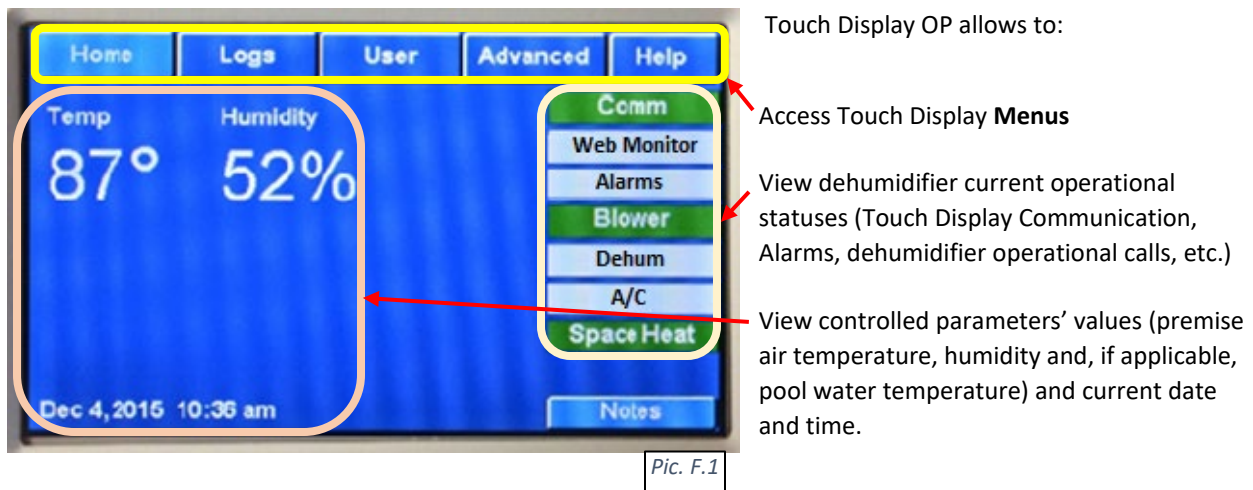 Touch Display OP allows to:
Home Logs User Advanced Help
Access Touch Display Menus
Temp Humidity
87° 52%
Comm
Web Monitor
Alarms
Blower
Dehum
A/C
Space Heat
Dec 4, 2015 10:36 am
Notes
View dehumidifier current operational
statuses (Touch Display Communication,
Alarms, dehumidifier operational calls, etc.)
View controlled parameters’ values (premise
air temperature, humidity and, if applicable,
pool water temperature) and current date
and time.
Pic. F.1